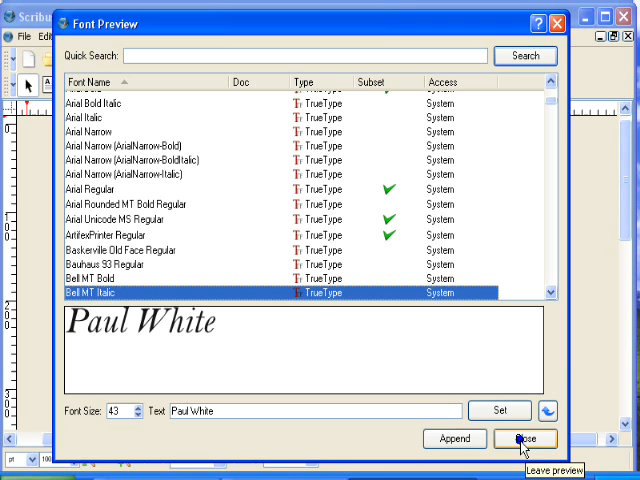 Scribu
Font Preview
File Edi
Quick Search:
Search
Font Name Doc Type Subset Access
Arial Bold Italic TrueType System
Arial Italic TrueType System
Arial Narrow TrueType System
Arial Narrow (ArialNarrow-Bold) TrueType System
Arial Narrow (ArialNarrow-BoldItalic) TrueType System
Arial Narrow (ArialNarrow-Italic) TrueType System
Arial Regular TrueType System
Arial Rounded MT Bold Regular TrueType System
Arial Unicode MS Regular TrueType System
ArtifexPrinter Regular TrueType System
Baskerville Old Face Regular TrueType System
Bauhaus 93 Regular TrueType System
Bell MT Bold TrueType System
Bell MT Italic TrueType System
Paul White
Font Size: 43 Text Paul White Set
Append Close
Leave preview
pt 100